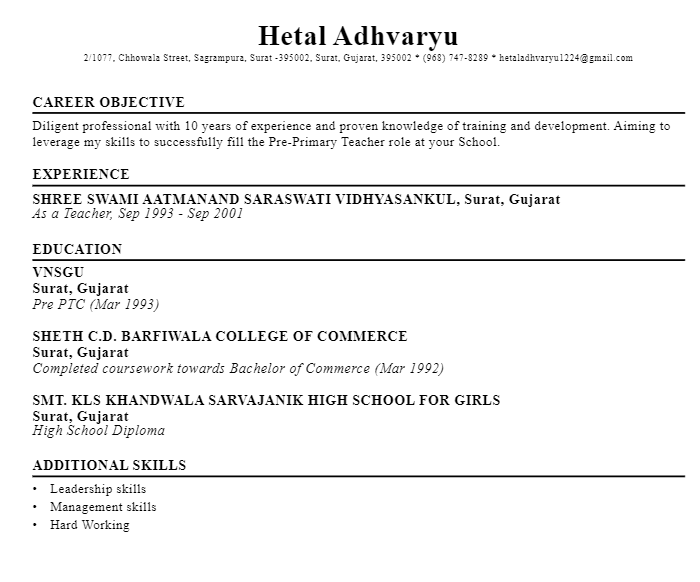 Hetal Adhvaryu
2/1077, Chhowala Street, Sagrampura, Surat -395002, Surat, Gujarat, 395002 * (968) 747-8289 * hetaladhvaryu1224@gmail.com
CAREER OBJECTIVE
Diligent professional with 10 years of experience and proven knowledge of training and development. Aiming to
leverage my skills to successfully fill the Pre-Primary Teacher role at your School.
EXPERIENCE
SHREE SWAMI AATMANAND SARASWATI VIDHYASANKUL, Surat, Gujarat
As a Teacher, Sep 1993 - Sep 2001
EDUCATION
VNSGU
Surat, Gujarat
Pre PTC (Mar 1993)
SHETH C.D. BARFIWALA COLLEGE OF COMMERCE
Surat, Gujarat
Completed coursework towards Bachelor of Commerce (Mar 1992)
SMT. KLS KHANDWALA SARVAJANIK HIGH SCHOOL FOR GIRLS
Surat, Gujarat
High School Diploma
ADDITIONAL SKILLS
• Leadership skills
• Management skills
• Hard Working